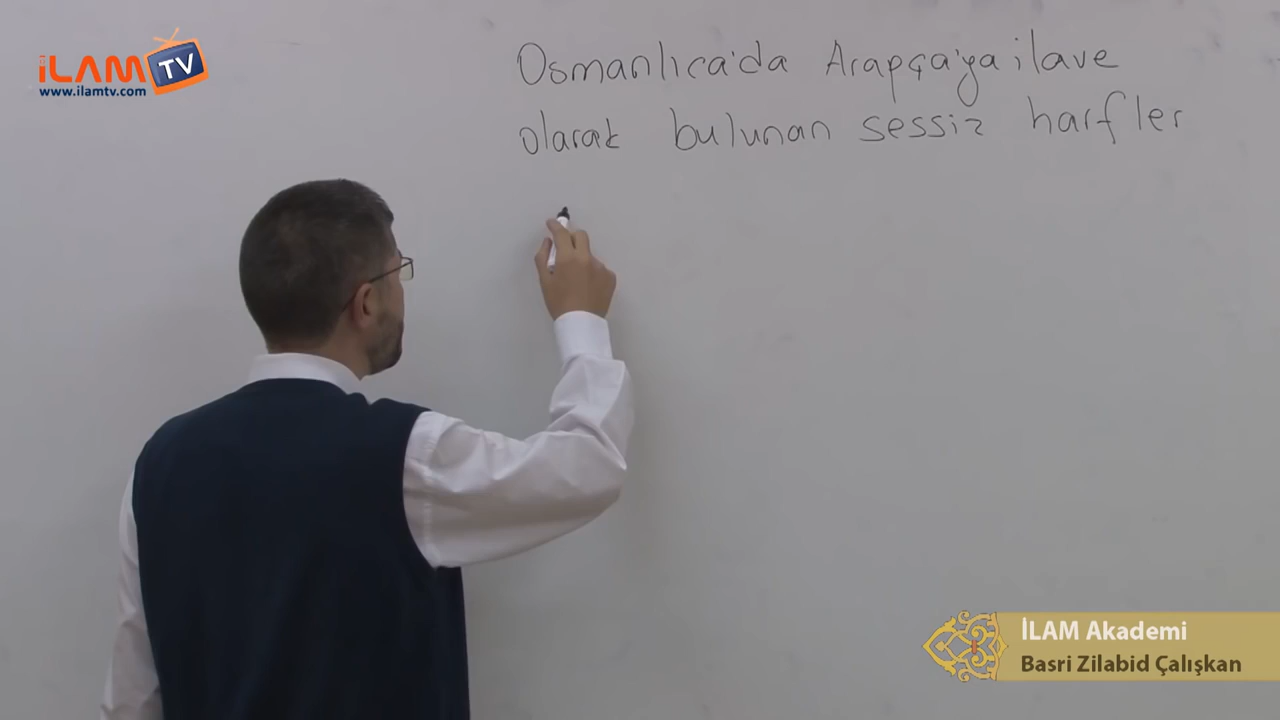 iLAM TV
www.ilamtv.com
Osmanlıca'da Arapça'ya ilave
olarak bulunan sessiz harfler
İLAM Akademi
Basri Zilabid Çalışkan